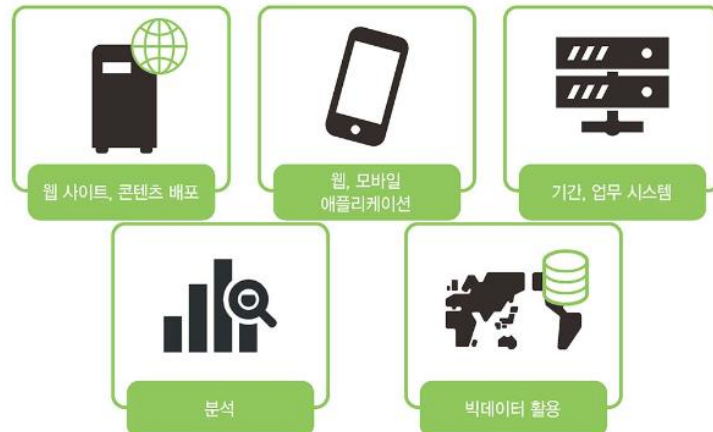 웹 사이트, 콘텐츠 배포
웹, 모바일
애플리케이션
기간, 업무 시스템
분석
빅데이터 활용